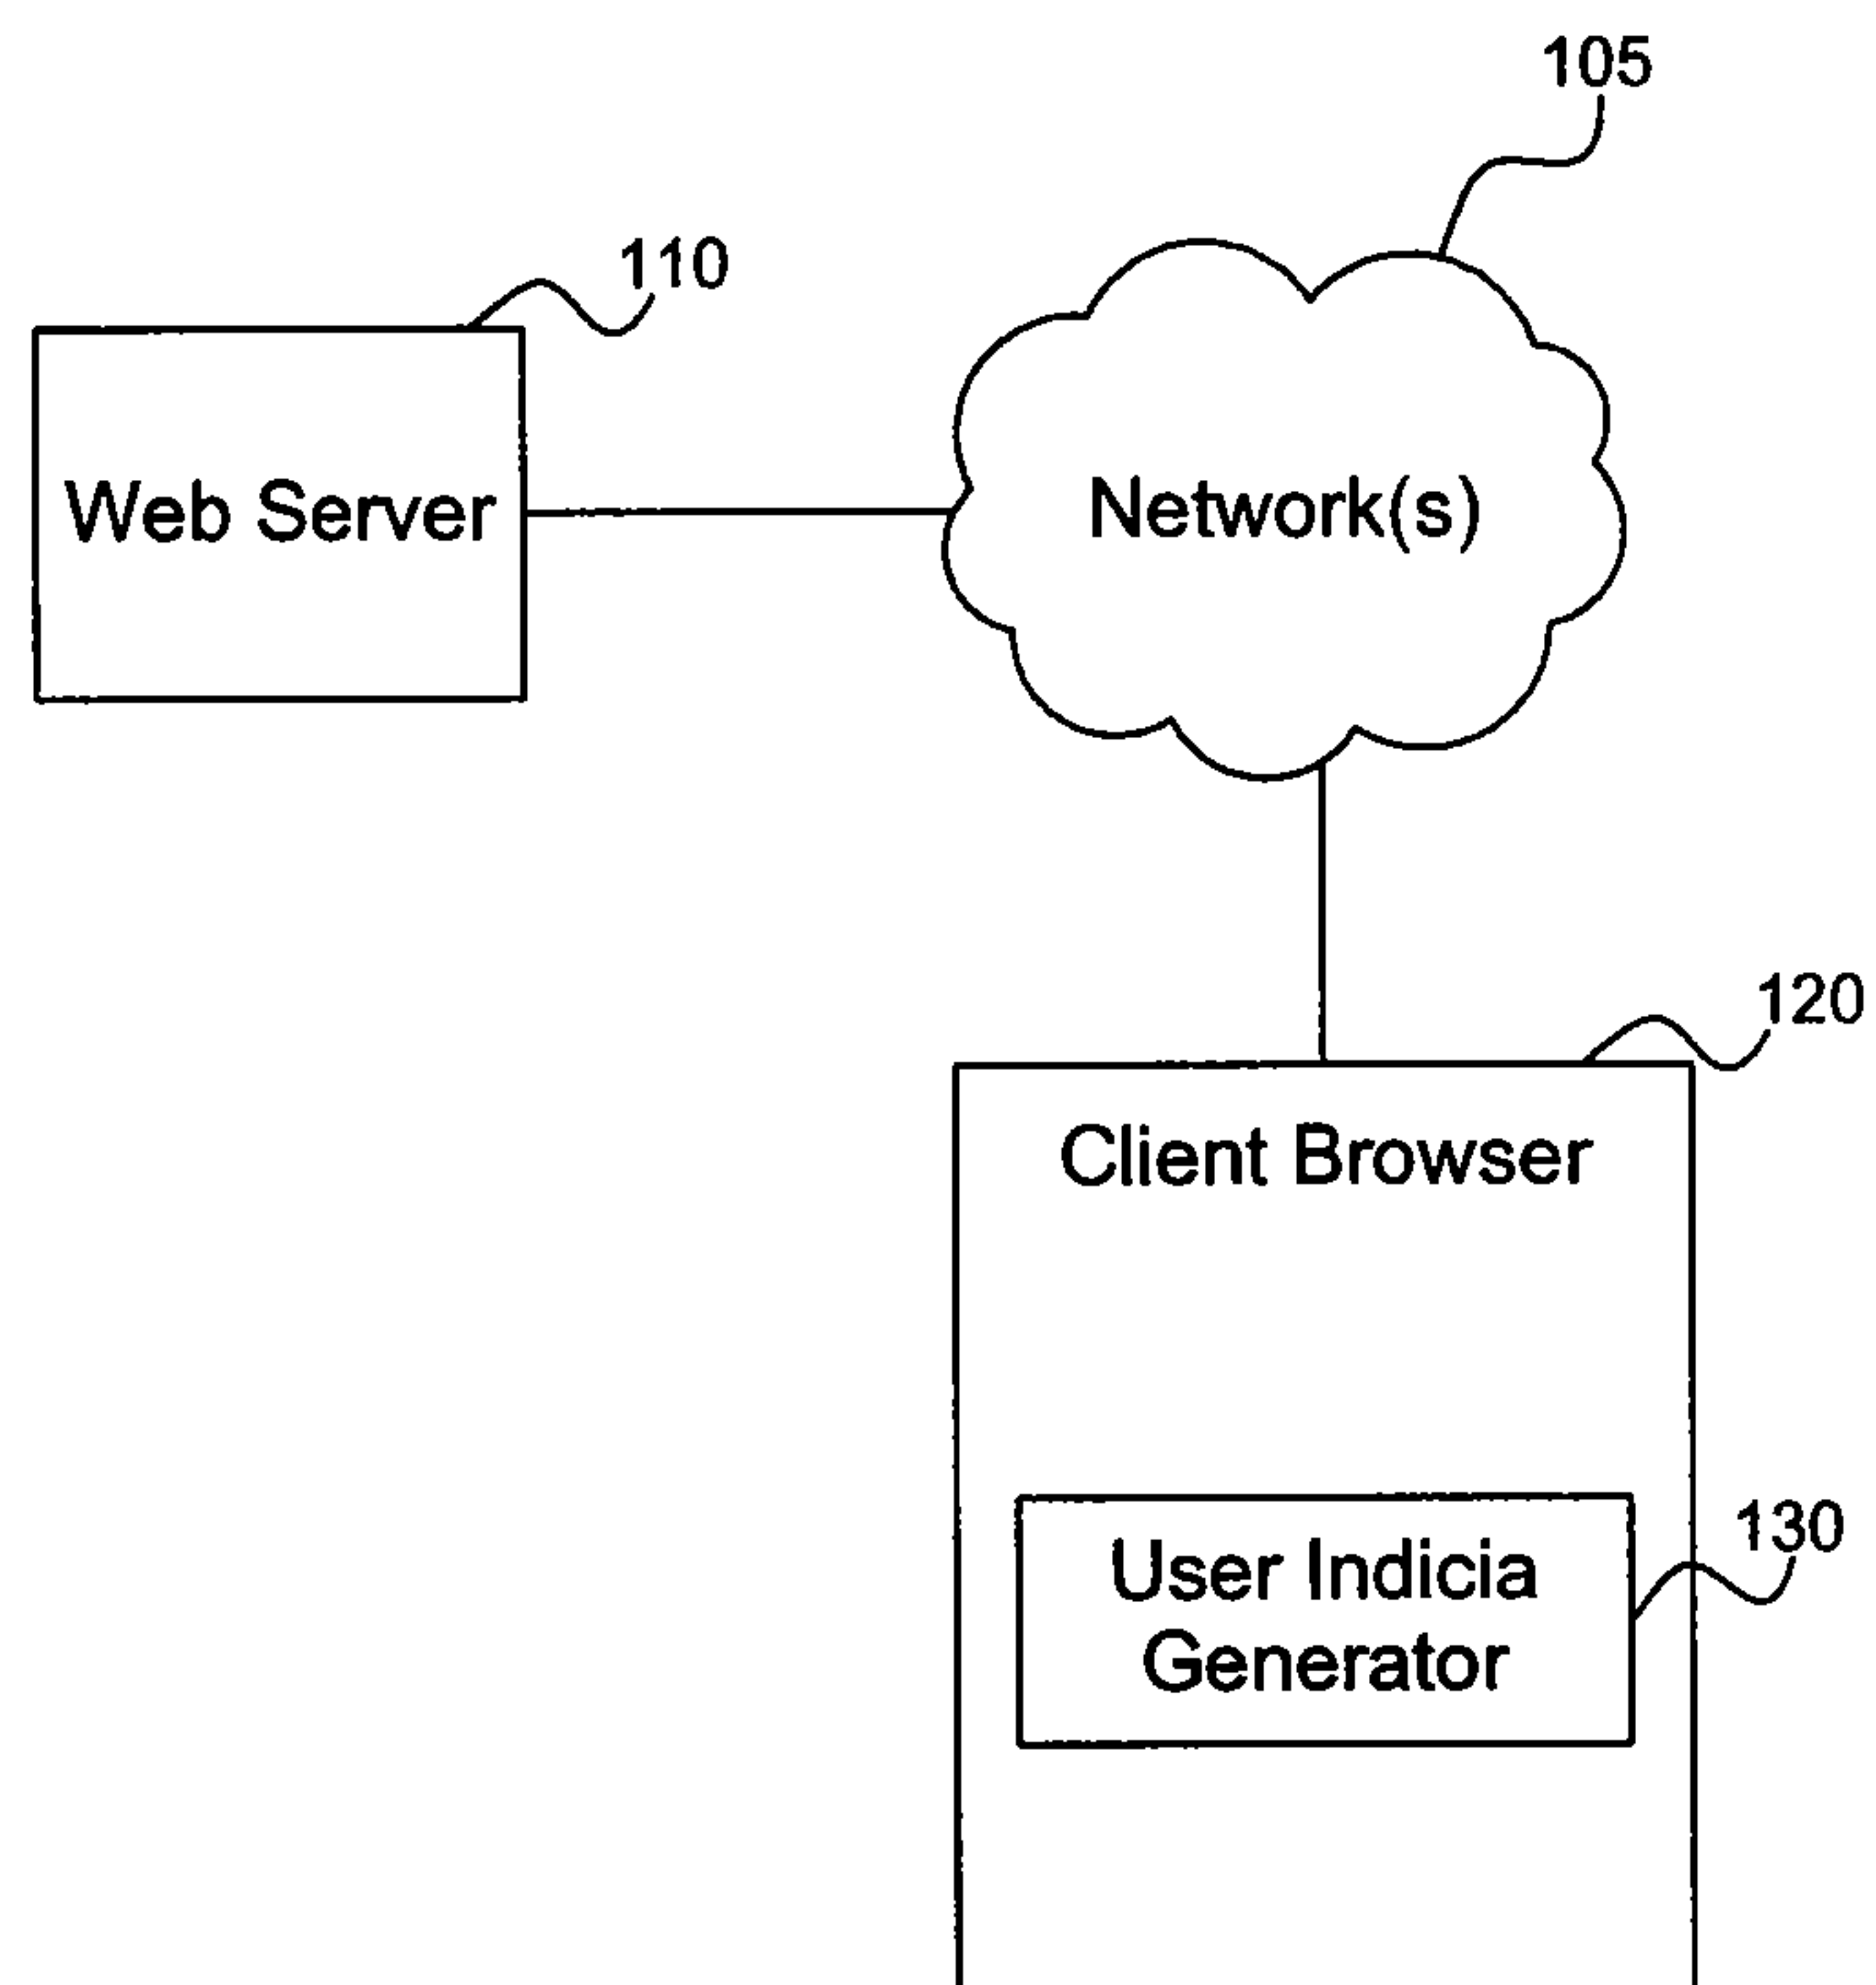 105
110
Web Server
Network(s)
120
Client Browser
130
User Indicia
Generator